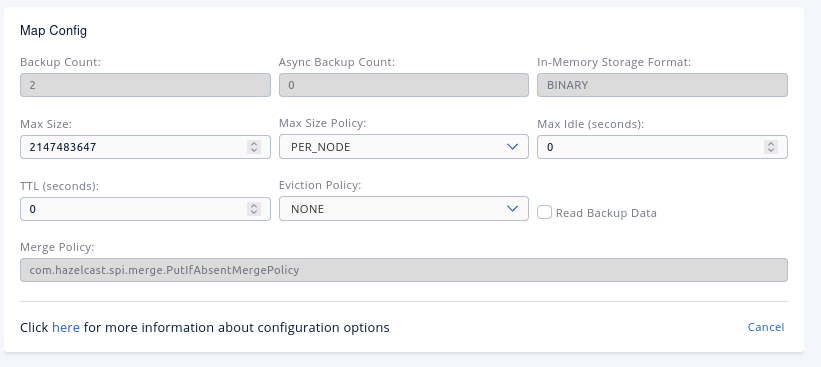 Map Config
Backup Count: Async Backup Count: In-Memory Storage Format:
2 0 BINARY
Max Size: Max Size Policy: Max Idle (seconds):
2147483647 PER_NODE 0
TTL (seconds): Eviction Policy:
0 NONE Read Backup Data
Merge Policy:
com.hazelcast.spi.merge.PutIfAbsentMergePolicy
Click here for more information about configuration options Cancel